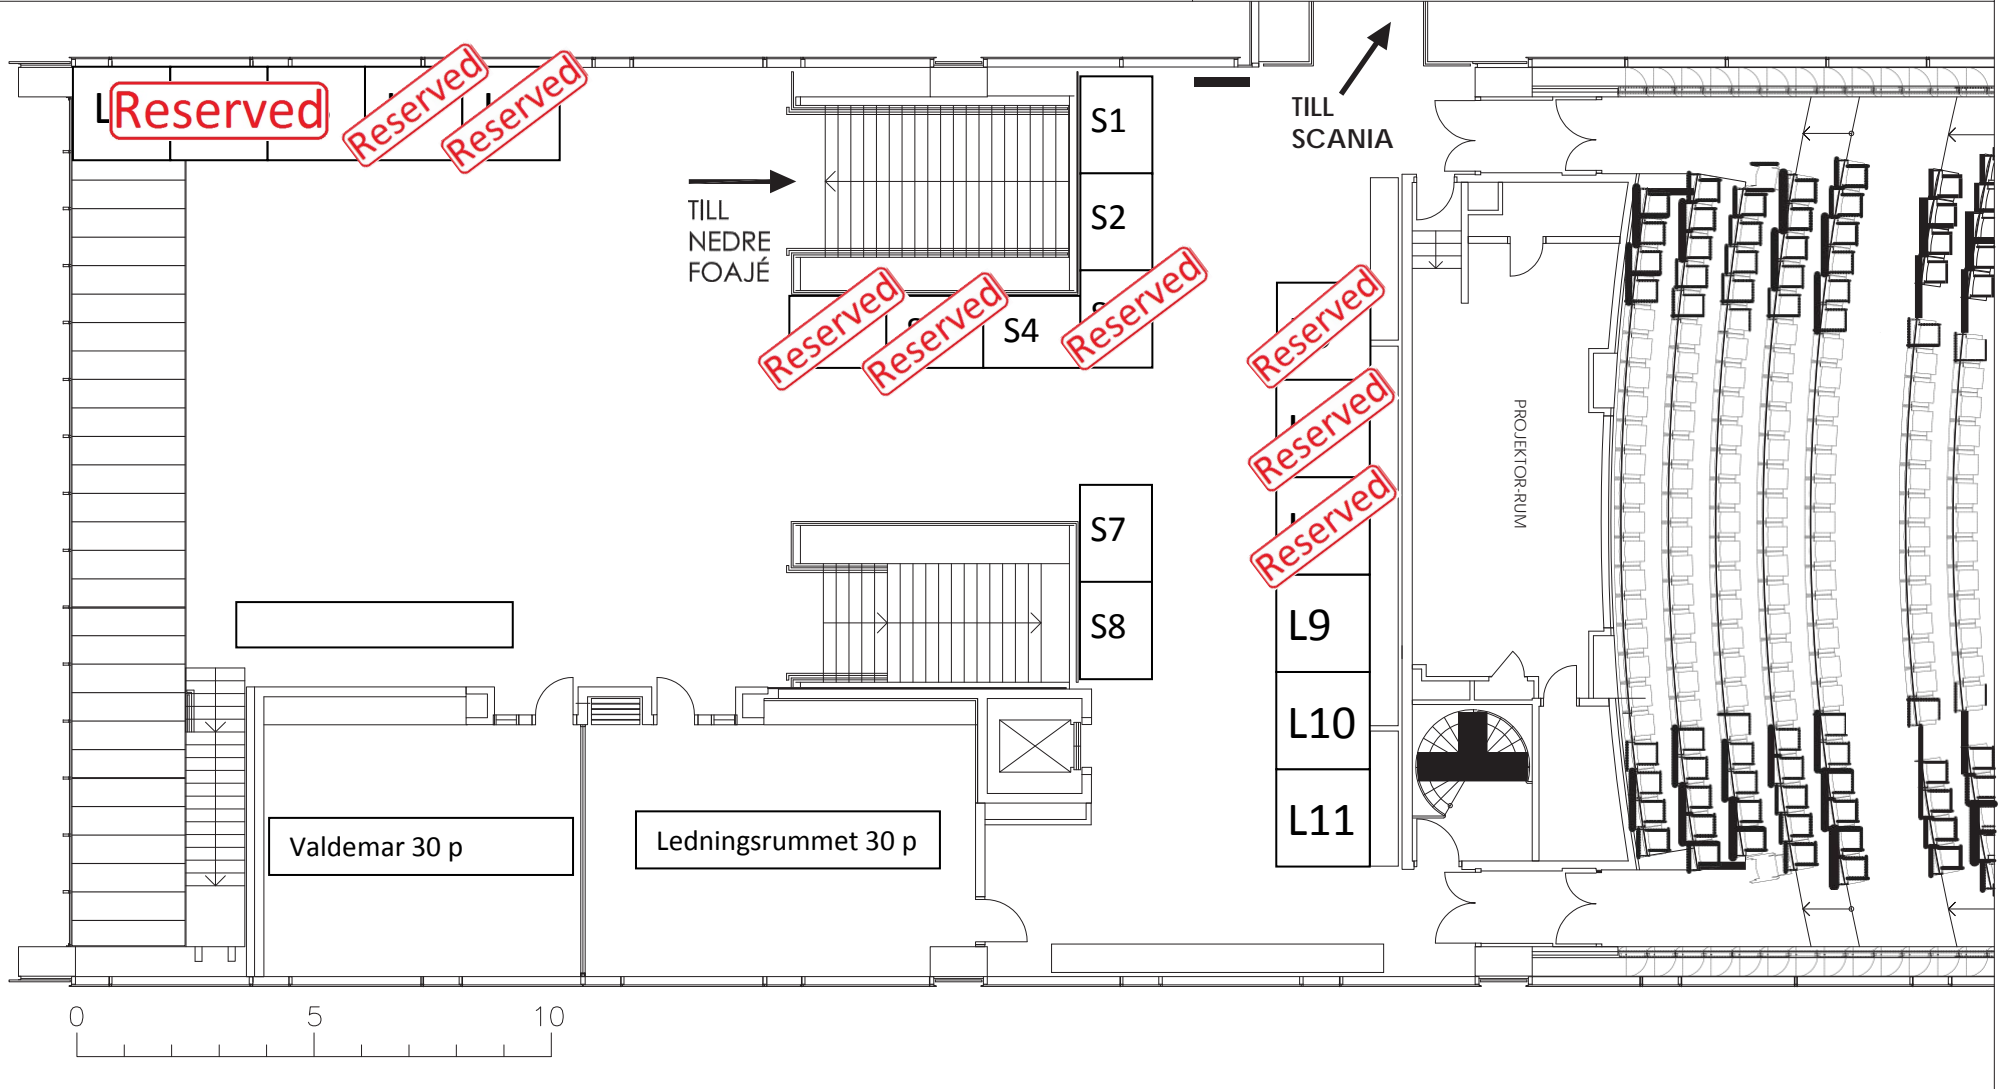 L
Reserved
Reserved
Reserved
TILL
NEDRE
FOAJÉ
S1
S2
TILL
SCANIA
Reserved
Reserved
S4
Reserved
Reserved
Reserved
Reserved
S7
S8
L9
L10
L11
PROJEKTOR-RUM
Valdemar 30 p
Ledningsrummet 30 p
0 5 10